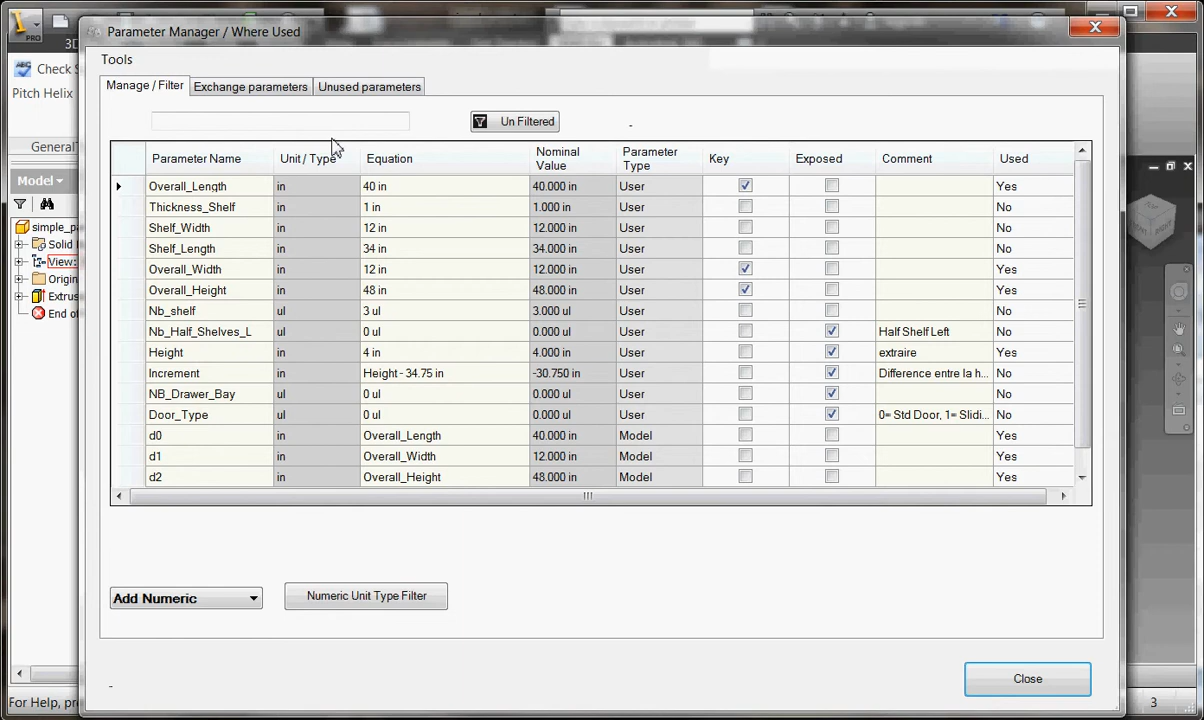 PRO
Parameter Manager / Where Used
3D
Tools
Check S
Manage / Filter Exchange parameters Unused parameters
Pitch Helix
Un Filtered -
General
Parameter Name Unit / Type Equation Nominal Value Parameter Type Key Exposed Comment Used
Model
Overall_Length in 40 in 40.000 in User Yes
Thickness_Shelf in 1 in 1.000 in User No
Shelf_Width in 12 in 12.000 in User No
Shelf_Length in 34 in 34.000 in User No
Overall_Width in 12 in 12.000 in User Yes
Overall_Height in 48 in 48.000 in User Yes
Nb_shelf ul 3 ul 3.000 ul User No
Nb_Half_Shelves_L ul 0 ul 0.000 ul User Half Shelf Left No
Height in 4 in 4.000 in User extraire Yes
Increment in Height - 34.75 in -30.750 in User Difference entre la h... No
NB_Drawer_Bay ul 0 ul 0.000 ul User No
Door_Type ul 0 ul 0.000 ul User 0= Std Door, 1= Slidi... No
d0 in Overall_Length 40.000 in Model Yes
d1 in Overall_Width 12.000 in Model Yes
d2 in Overall_Height 48.000 in Model Yes
simple_pa
Solid
View:
Origin
Extrus
End of
Add Numeric Numeric Unit Type Filter
-
Close
For Help, pre
3